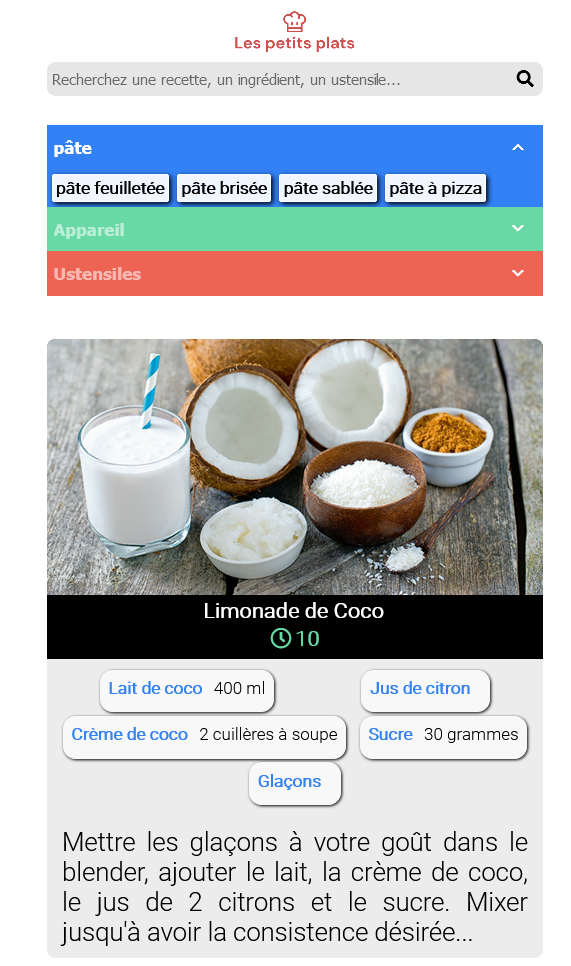 Les petits plats
Recherchez une recette, un ingrédient, un ustensile...
pâte
pâte feuilletée pâte brisée pâte sablée pâte à pizza
Appareil
Ustensiles
Limonade de Coco
10
Lait de coco 400 ml Jus de citron
Crème de coco 2 cuillères à soupe Sucre 30 grammes
Glaçons
Mettre les glaçons à votre goût dans le
blender, ajouter le lait, la crème de coco,
le jus de 2 citrons et le sucre. Mixer
jusqu'à avoir la consistence désirée...